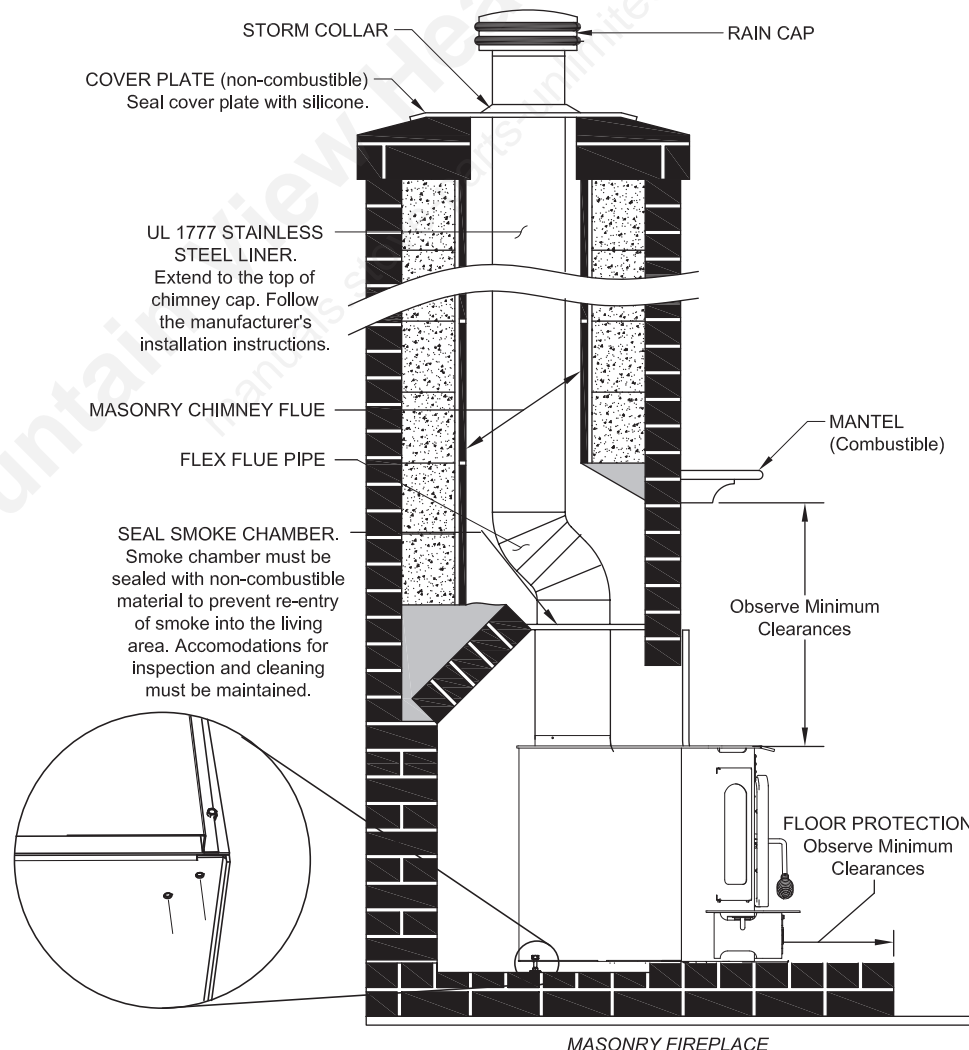 STORM COLLAR
RAIN CAP
COVER PLATE (non-combustible)
Seal cover plate with silicone.
UL 1777 STAINLESS
STEEL LINER.
Extend to the top of
chimney cap. Follow
the manufacturer's
installation instructions.
MASONRY CHIMNEY FLUE
MANTEL
(Combustible)
FLEX FLUE PIPE
SEAL SMOKE CHAMBER.
Smoke chamber must be
sealed with non-combustible
material to prevent re-entry
of smoke into the living
area. Accomodations for
inspection and cleaning
must be maintained.
Observe Minimum
Clearances
FLOOR PROTECTION
Observe Minimum
Clearances
MASONRY FIREPLACE